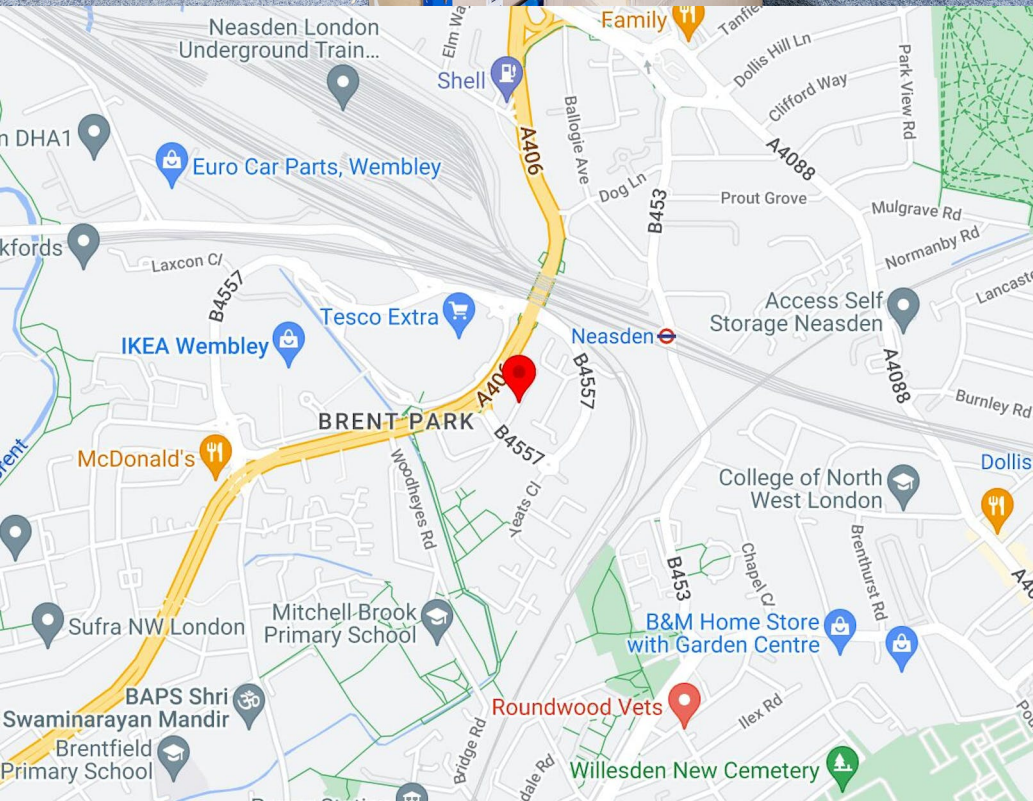 Neasden London
Underground Train...
Elm Wa
Family
Tanfie
Dollis Hill Ln
Shell
Clifford Way
Park View Rd
n DHA1
A406
Ballogie Ave
A4088
Euro Car Parts, Wembley
Dog Ln
B453
Prout Grove
Mulgrave Rd
kfords
Normanby Rd
Laxcon Cl
B4557
Lancaste
Tesco Extra
Access Self
Storage Neasden
IKEA Wembley
Neasden
A406
B4557
A4088
Burnley Rd
BRENT PARK
B4557
McDonald's
rent
Woodheyes Rd
Dollis
College of North
West London
Yeats Cl
Brenthurst Rd
Chapel Cl
B453
A40
Mitchell Brook
Primary School
Sufra NW London
B&M Home Store
with Garden Centre
BAPS Shri
Swaminarayan Mandir
Roundwood Vets
Ilex Rd
Brentfield
Primary School
Bridge Rd
dale Rd
Willesden New Cemetery